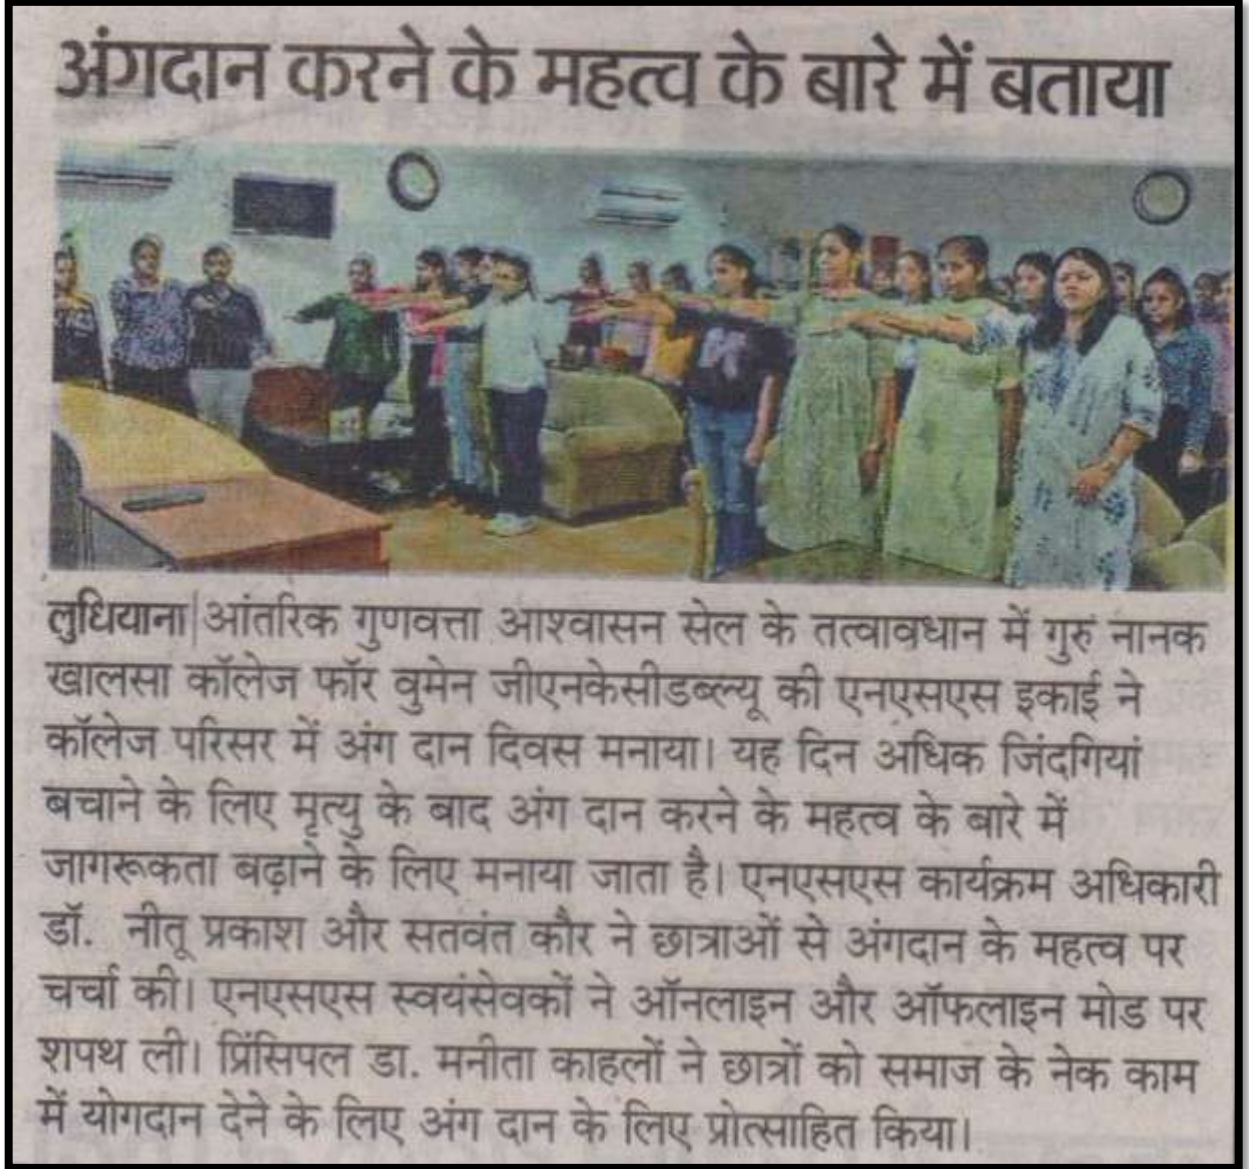 अंगदान करने के महत्व के बारे में बताया
लुधियाना|आंतरिक गुणवत्ता आश्वासन सेल के तत्वावधान में गुरु नानक
खालसा कॉलेज फॉर वुमेन जीएनकेसीडब्ल्यू की एनएसएस इकाई ने
कॉलेज परिसर में अंग दान दिवस मनाया। यह दिन अधिक जिंदगियां
बचाने के लिए मृत्यु के बाद अंग दान करने के महत्व के बारे में
जागरूकता बढ़ाने के लिए मनाया जाता है। एनएसएस कार्यक्रम अधिकारी
डॉ. नीतू प्रकाश और सतवंत कौर ने छात्राओं से अंगदान के महत्व पर
चर्चा की। एनएसएस स्वयंसेवकों ने ऑनलाइन और ऑफलाइन मोड पर
शपथ ली। प्रिंसिपल डा. मनीता काहलों ने छात्रों को समाज के नेक काम
में योगदान देने के लिए अंग दान के लिए प्रोत्साहित किया।